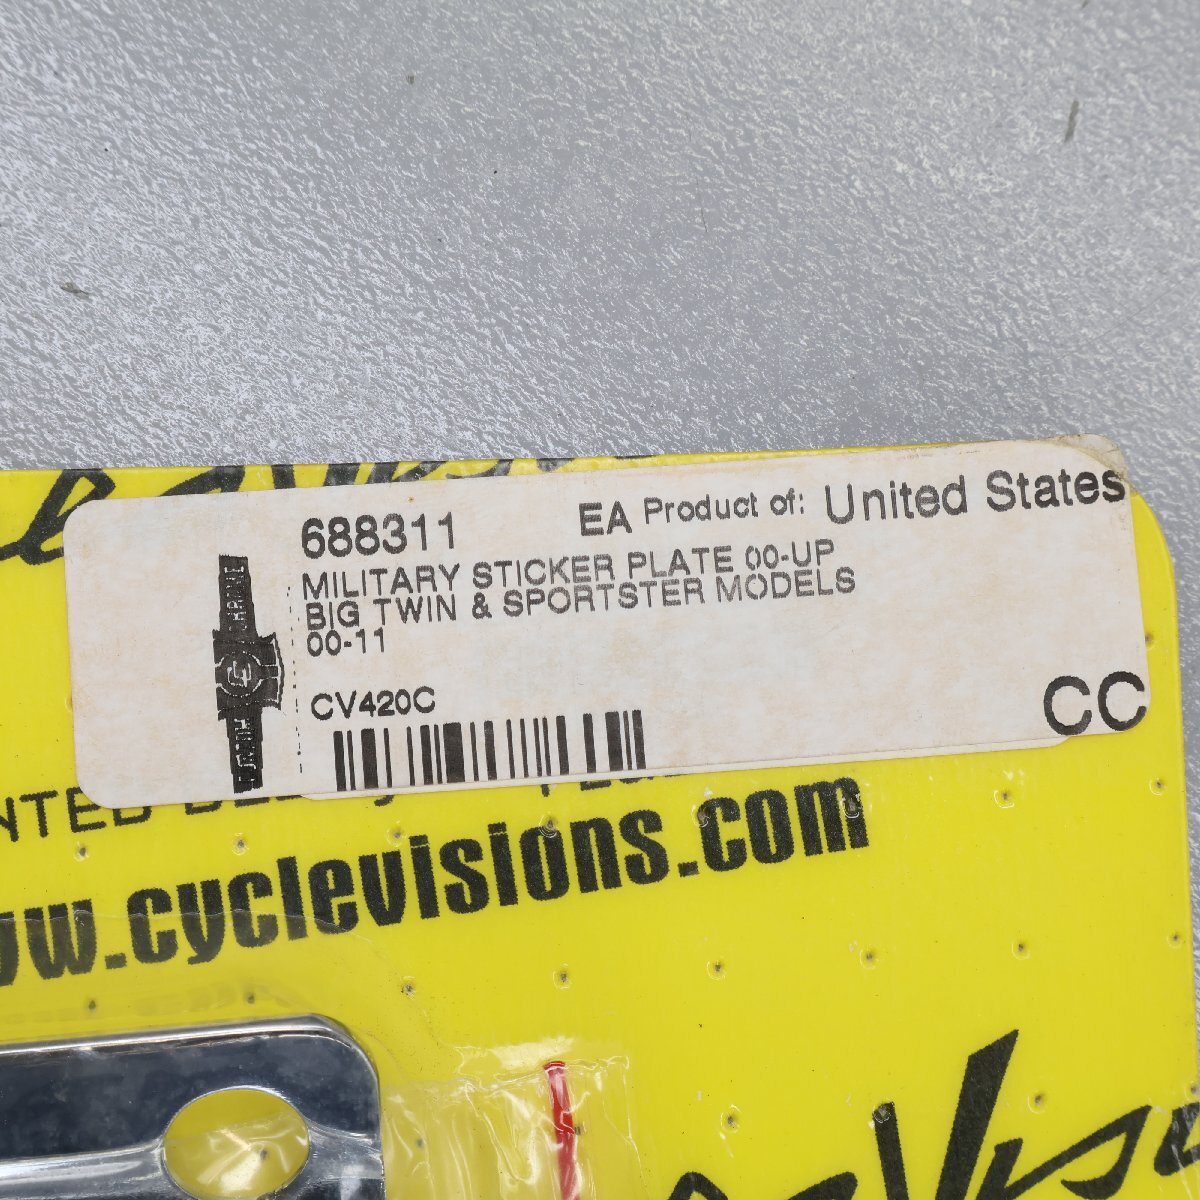 688311 EA Product of: United States
MILITARY STICKER PLATE 00-UP
BIG TWIN & SPORTSTER MODELS
00-11
CV420C
CC
www.cyclevisions.com